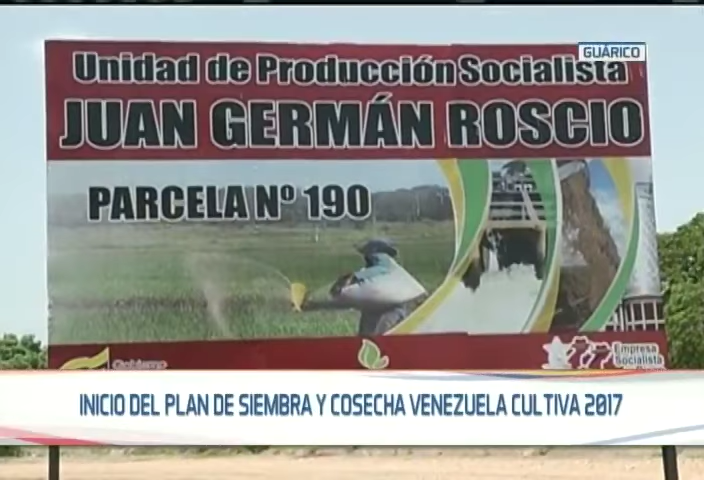 GUÁRICO
Unidad de Producción Socialista
JUAN GERMÁN ROSCIO
PARCELA Nº 190
Gobierno
Empresa
Socialista
INICIO DEL PLAN DE SIEMBRA Y COSECHA VENEZUELA CULTIVA 2017